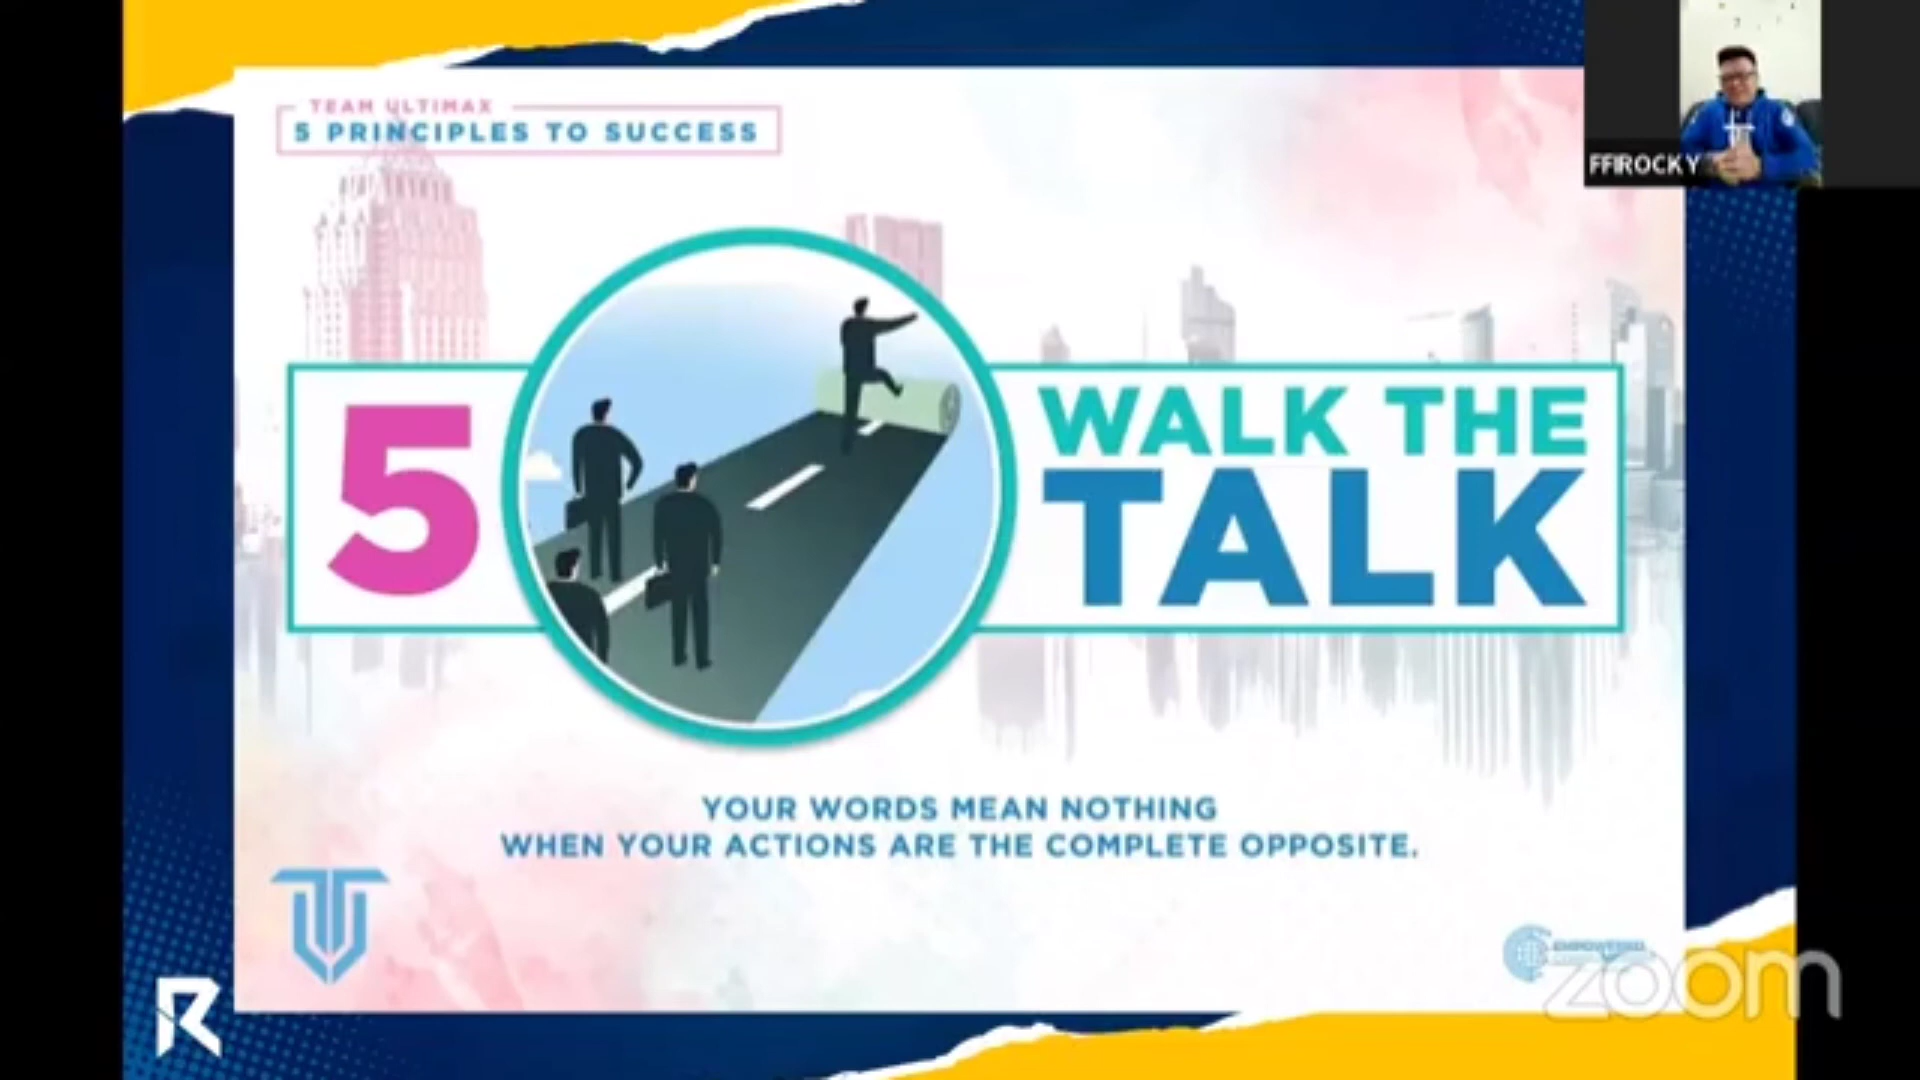 TEAM ULTIMAX
5 PRINCIPLES TO SUCCESS
FFIROCKY
5
WALK THE
TALK
YOUR WORDS MEAN NOTHING
WHEN YOUR ACTIONS ARE THE COMPLETE OPPOSITE.
EMPOWERED
zoom